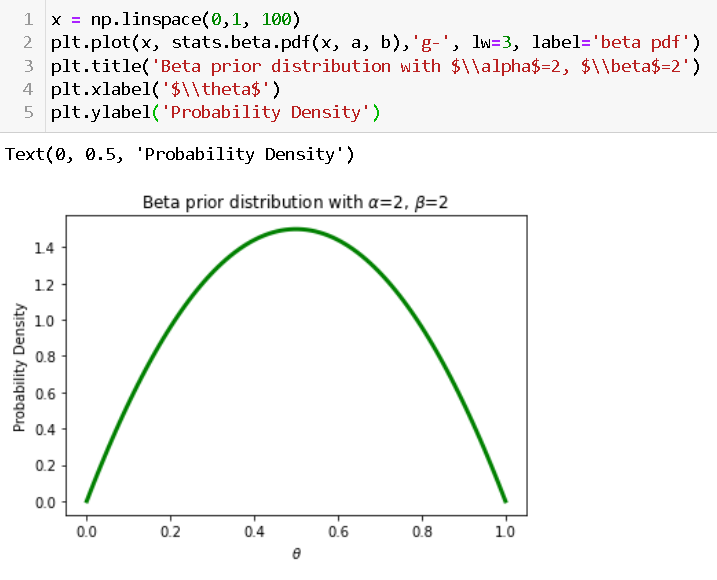 1 x = np.linspace(0,1, 100)
2 plt.plot(x, stats.beta.pdf(x, a, b),'g-', lw=3, label='beta pdf')
3 plt.title('Beta prior distribution with $\\alpha$=2, $\\beta$=2')
4 plt.xlabel('$\\theta$')
5 plt.ylabel('Probability Density')
Text(0, 0.5, 'Probability Density')
Beta prior distribution with α=2, β=2
Probability Density
1.4
1.2
1.0
0.8
0.6
0.4
0.2
0.0
0.0 0.2 0.4 0.6 0.8 1.0
θ